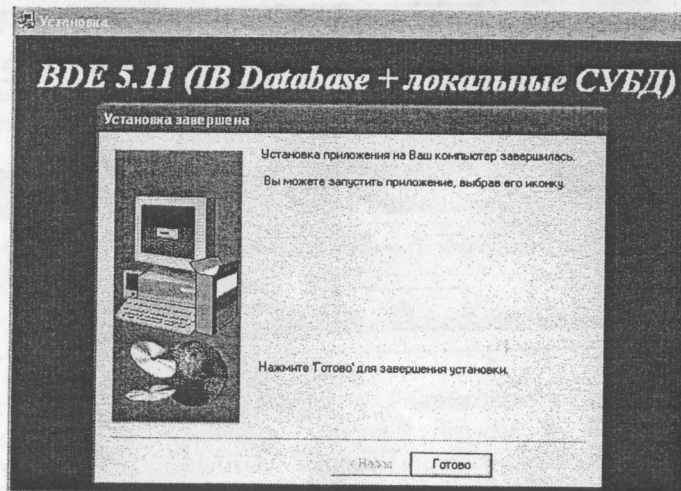 Установка
BDE 5.11 (IB Database + локальные СУБД)
Установка завершена
Установка приложения на Ваш компьютер завершилась.
Вы можете запустить приложение, выбрав его иконку.
Нажмите 'Готово' для завершения установки.
< Назад
Готово